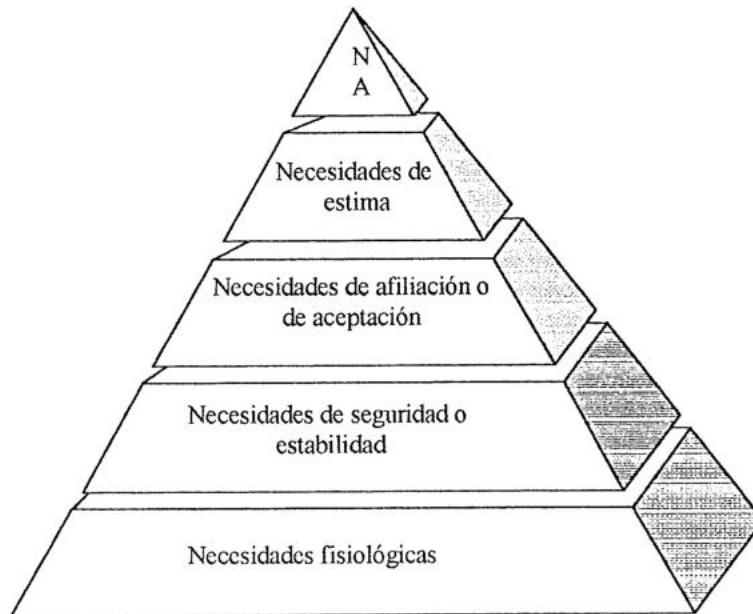 N
A
Necesidades de
estima
Necesidades de afiliación o
de aceptación
Necesidades de seguridad o
estabilidad
Necesidades fisiológicas